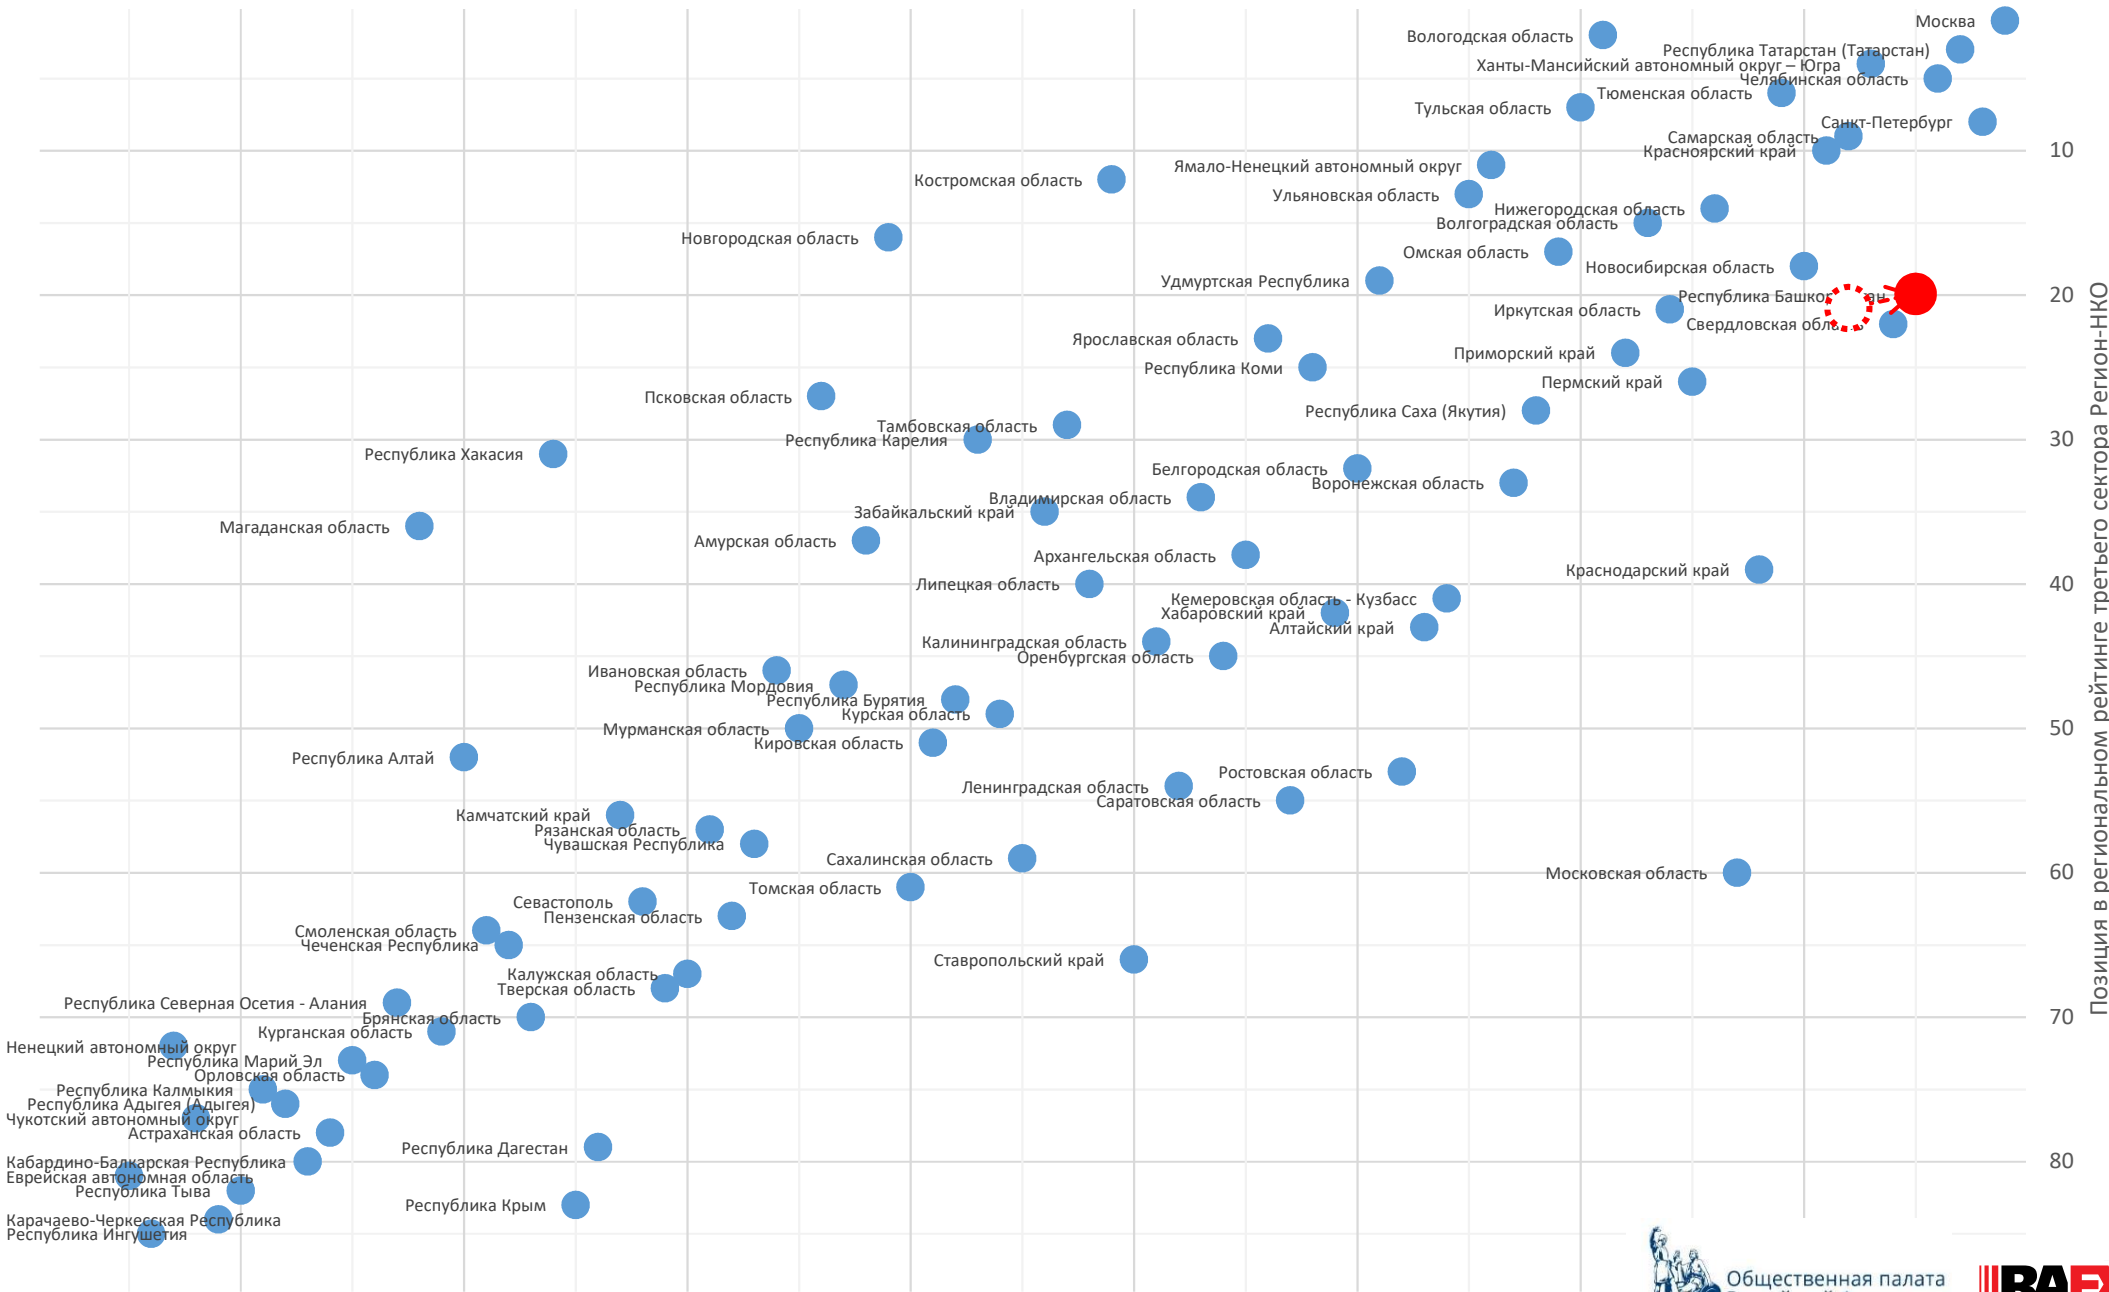 Москва
Вологодская область
Республика Татарстан (Татарстан)
Ханты-Мансийский автономный округ – Югра
Челябинская область
Тюменская область
Тульская область
Санкт-Петербург
Самарская область
Красноярский край
10
Ямало-Ненецкий автономный округ
Костромская область
Ульяновская область
Нижегородская область
Волгоградская область
Новгородская область
Омская область
Новосибирская область
Удмуртская Республика
20
Республика
Иркутская область
Свердловская
Ярославская область
Приморский край
Республика Коми
Пермский край
Псковская область
Республика Саха (Якутия)
Тамбовская область
Республика Карелия
30
Республика Хакасия
Белгородская область
Воронежская область
Владимирская область
Забайкальский край
Магаданская область
Амурская область
Архангельская область
Краснодарский край
Липецкая область
40
Кемеровская область - Кузбасс
Хабаровский край
Алтайский край
Калининградская область
Оренбургская область
Ивановская область
Республика Мордовия
Республика Бурятия
Курская область
Мурманская область
50
Кировская область
Республика Алтай
Ростовская область
Ленинградская область
Саратовская область
Камчатский край
Рязанская область
Чувашская Республика
Сахалинская область
Московская область
60
Томская область
Севастополь
Пензенская область
Смоленская область
Чеченская Республика
Ставропольский край
Калужская область
Тверская область
Республика Северная Осетия - Алания
Брянская область
70
Курганская область
Ненецкий автономный округ
Республика Марий Эл
Орловская область
Республика Калмыкия
Республика Адыгея (Адыгея)
Чукотский автономный округ
Астраханская область
Республика Дагестан
Кабардино-Балкарская Республика
80
Еврейская автономная область
Республика Тыва
Республика Крым
Карачаево-Черкесская Республика
Республика Ингушетия
Позиция в региональном рейтинге третьего сектора Регион-НКО
Общественная палата